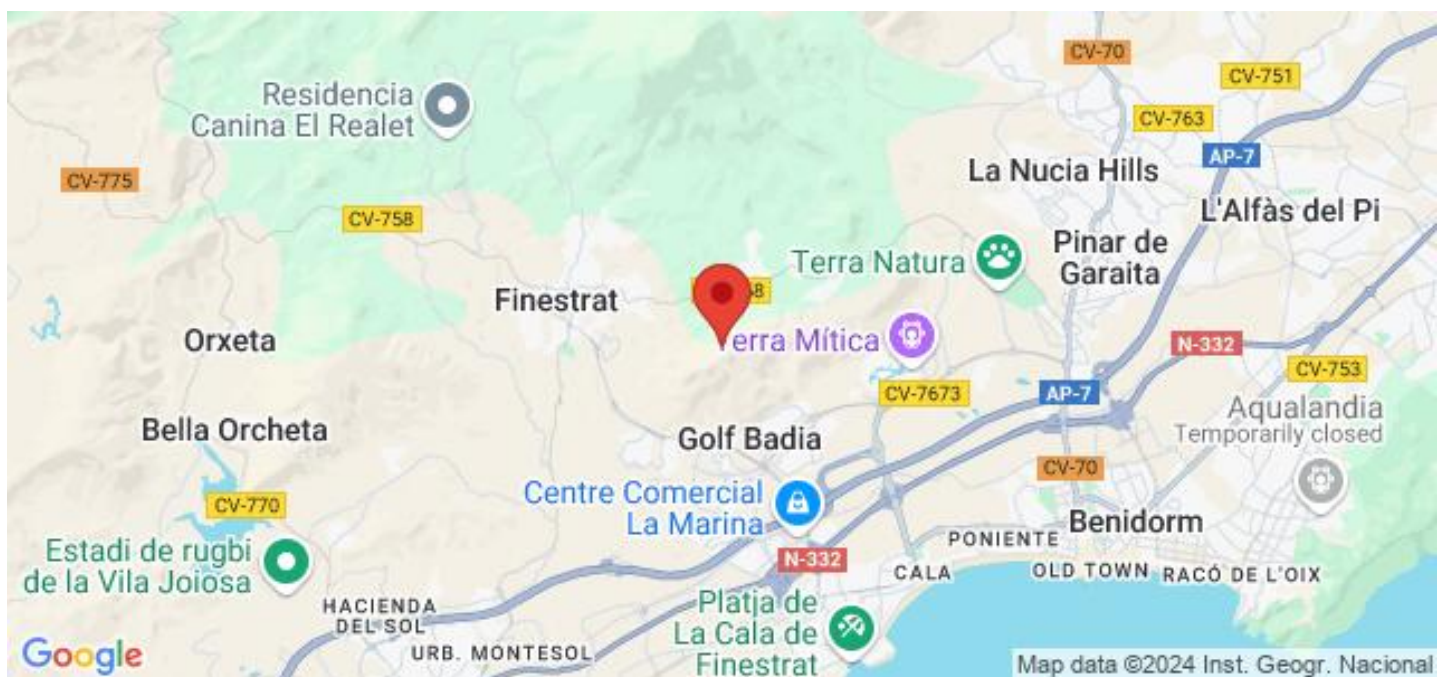 CV-70
CV-751
Residencia
Canina El Realet
CV-763
AP-7
CV-775
La Nucia Hills
CV-758
L'Alfàs del Pi
Terra Natura
Pinar de
Garaita
Finestrat
Orxeta
Terra Mítica
N-332
CV-753
CV-7673
AP-7
Aqualandia
Temporarily closed
Bella Orcheta
Golf Badia
CV-70
Centre Comercial
La Marina
CV-770
Benidorm
PONIENTE
Estadi de rugbi
de la Vila Joiosa
N-332
CALA
OLD TOWN
RACÓ DE L'OIX
HACIENDA
DEL SOL
Platja de
La Cala de
Finestrat
URB. MONTESOL
Google
Map data ©2024 Inst. Geogr. Nacional